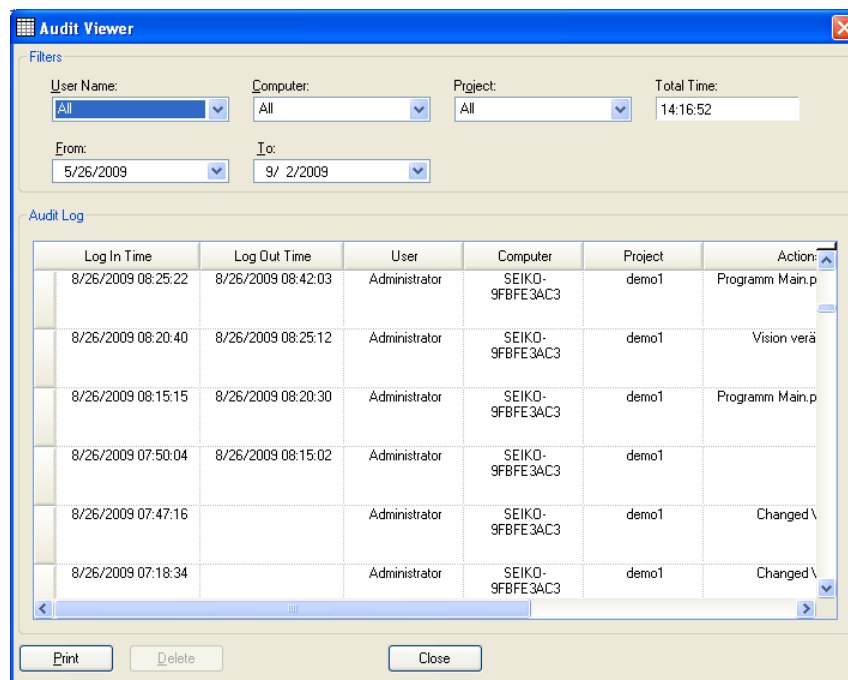 Audit Viewer
Filters
User Name: Computer: Project: Total Time:
All All All 14:16:52
From: To:
5/26/2009 9/ 2/2009
Audit Log
Log In Time Log Out Time User Computer Project Action
8/26/2009 08:25:22 8/26/2009 08:42:03 Administrator SEIKO- demo1 Programm Main.p
9FBFE3AC3
8/26/2009 08:20:40 8/26/2009 08:25:12 Administrator SEIKO- demo1 Vision verä
9FBFE3AC3
8/26/2009 08:15:15 8/26/2009 08:20:30 Administrator SEIKO- demo1 Programm Main.p
9FBFE3AC3
8/26/2009 07:50:04 8/26/2009 08:15:02 Administrator SEIKO- demo1
9FBFE3AC3
8/26/2009 07:47:16 Administrator SEIKO- demo1 Changed
9FBFE3AC3
8/26/2009 07:18:34 Administrator SEIKO- demo1 Changed
9FBFE3AC3
Print Delete Close